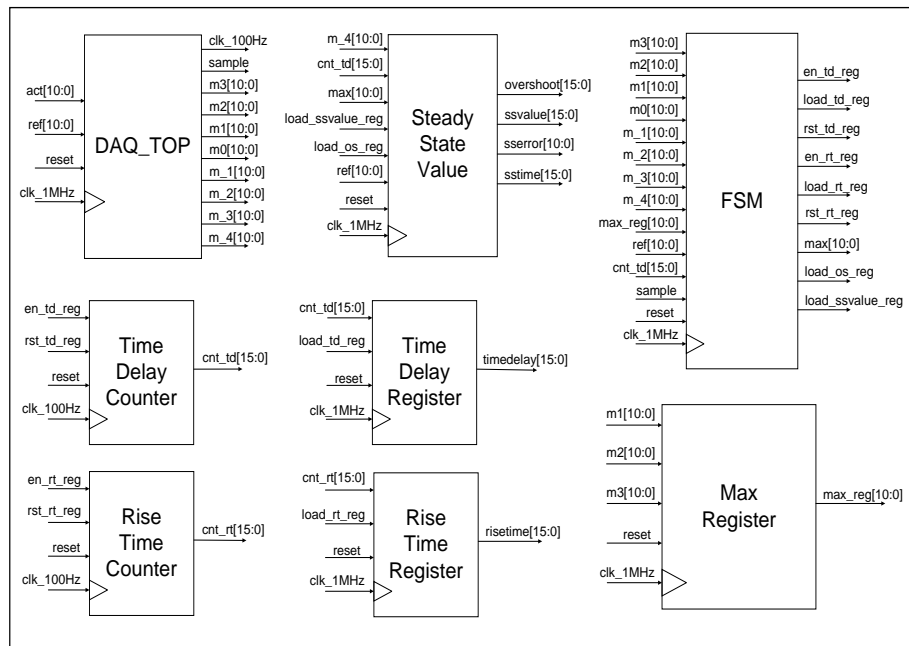 act[10:0]
ref[10:0]
reset
clk_1MHz
DAQ_TOP
clk_100Hz
sample
m3[10:0]
m2[10:0]
m1[10:0]
m0[10:0]
m_1[10:0]
m_2[10:0]
m_3[10:0]
m_4[10:0]
m_4[10:0]
cnt_td[15:0]
max[10:0]
load_ssvalue_reg
load_os_reg
ref[10:0]
reset
clk_1MHz
Steady
State
Value
overshoot[15:0]
ssvalue[15:0]
sserror[10:0]
sstime[15:0]
m3[10:0]
m2[10:0]
m1[10:0]
m0[10:0]
m_1[10:0]
m_2[10:0]
m_3[10:0]
m_4[10:0]
max_reg[10:0]
ref[10:0]
cnt_td[15:0]
sample
reset
clk_1MHz
FSM
en_td_reg
load_td_reg
rst_td_reg
en_rt_reg
load_rt_reg
rst_rt_reg
max[10:0]
load_os_reg
load_ssvalue_reg
en_td_reg
rst_td_reg
reset
clk_100Hz
Time
Delay
Counter
cnt_td[15:0]
cnt_td[15:0]
load_td_reg
reset
clk_1MHz
Time
Delay
Register
timedelay[15:0]
en_rt_reg
rst_rt_reg
reset
clk_100Hz
Rise
Time
Counter
cnt_rt[15:0]
cnt_rt[15:0]
load_rt_reg
reset
clk_1MHz
Rise
Time
Register
risetime[15:0]
m1[10:0]
m2[10:0]
m3[10:0]
reset
clk_1MHz
Max
Register
max_reg[10:0]